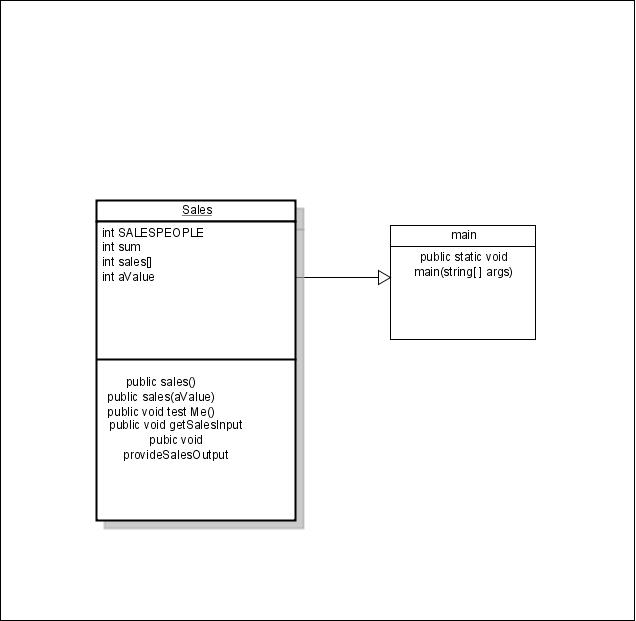 Sales
int SALESPEOPLE
int sum
int sales[]
int aValue
public sales()
public sales(aValue)
public void test Me()
public void getSalesInput
pubic void
provideSalesOutput
main
public static void
main(string[ ] args)